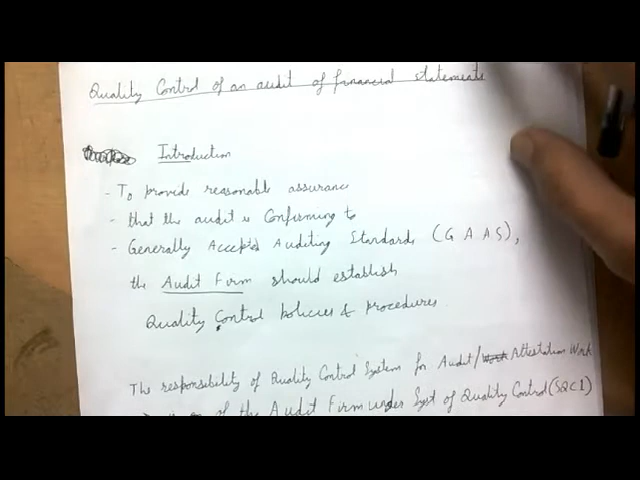 Quality Control of an audit of financial statements
Introduction
- To provide reasonable assurance
- that the audit is Confirming to
- Generally Accepted Auditing Standards (G A A S),
the Audit Firm should establish
Quality Control policies & procedures.
The responsibility of Quality Control System for Audit/ Attestation Work
of the Audit Firm under Syst of Quality Control (SQC1)